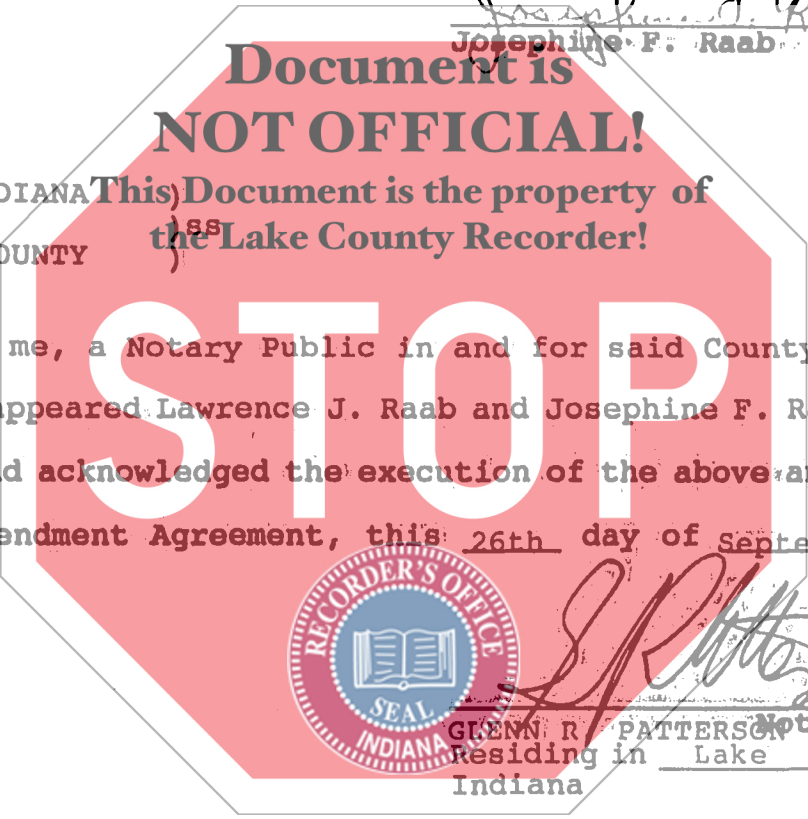 Josephine F. Raab
Document is
NOT OFFICIAL!
DIANA )
This Document is the property of
the Lake County Recorder!
) ss
OUNTY )
STOP
me, a Notary Public in and for said County
appeared Lawrence J. Raab and Josephine F. R
d acknowledged the execution of the above an
endment Agreement, this 26th day of Septe
RECORDER'S OFFICE
SEAL
INDIANA
GLENN R. PATTERSON Not
Residing in Lake
Indiana